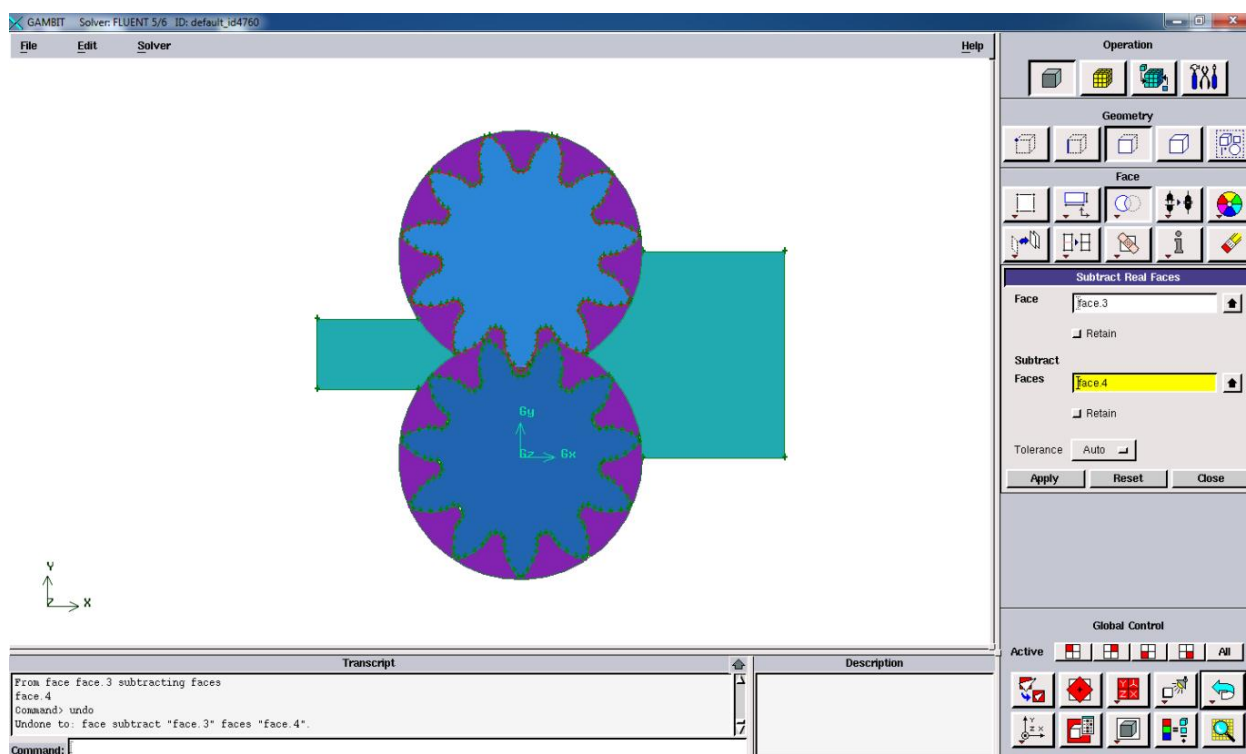 GAMBIT Solver: FLUENT 5/6 ID: default_id4760
File Edit Solver Help
Operation
Geometry
Face
Subtract Real Faces
Face face.3
Retain
Subtract
Faces face.4
Retain
Tolerance Auto
Apply Reset Close
Gy
Gz Gx
Y
Z X
Global Control
Active All
Transcript
From face face.3 subtracting faces
face.4
Command> undo
Undone to: face subtract "face.3" faces "face.4".
Command:
Description